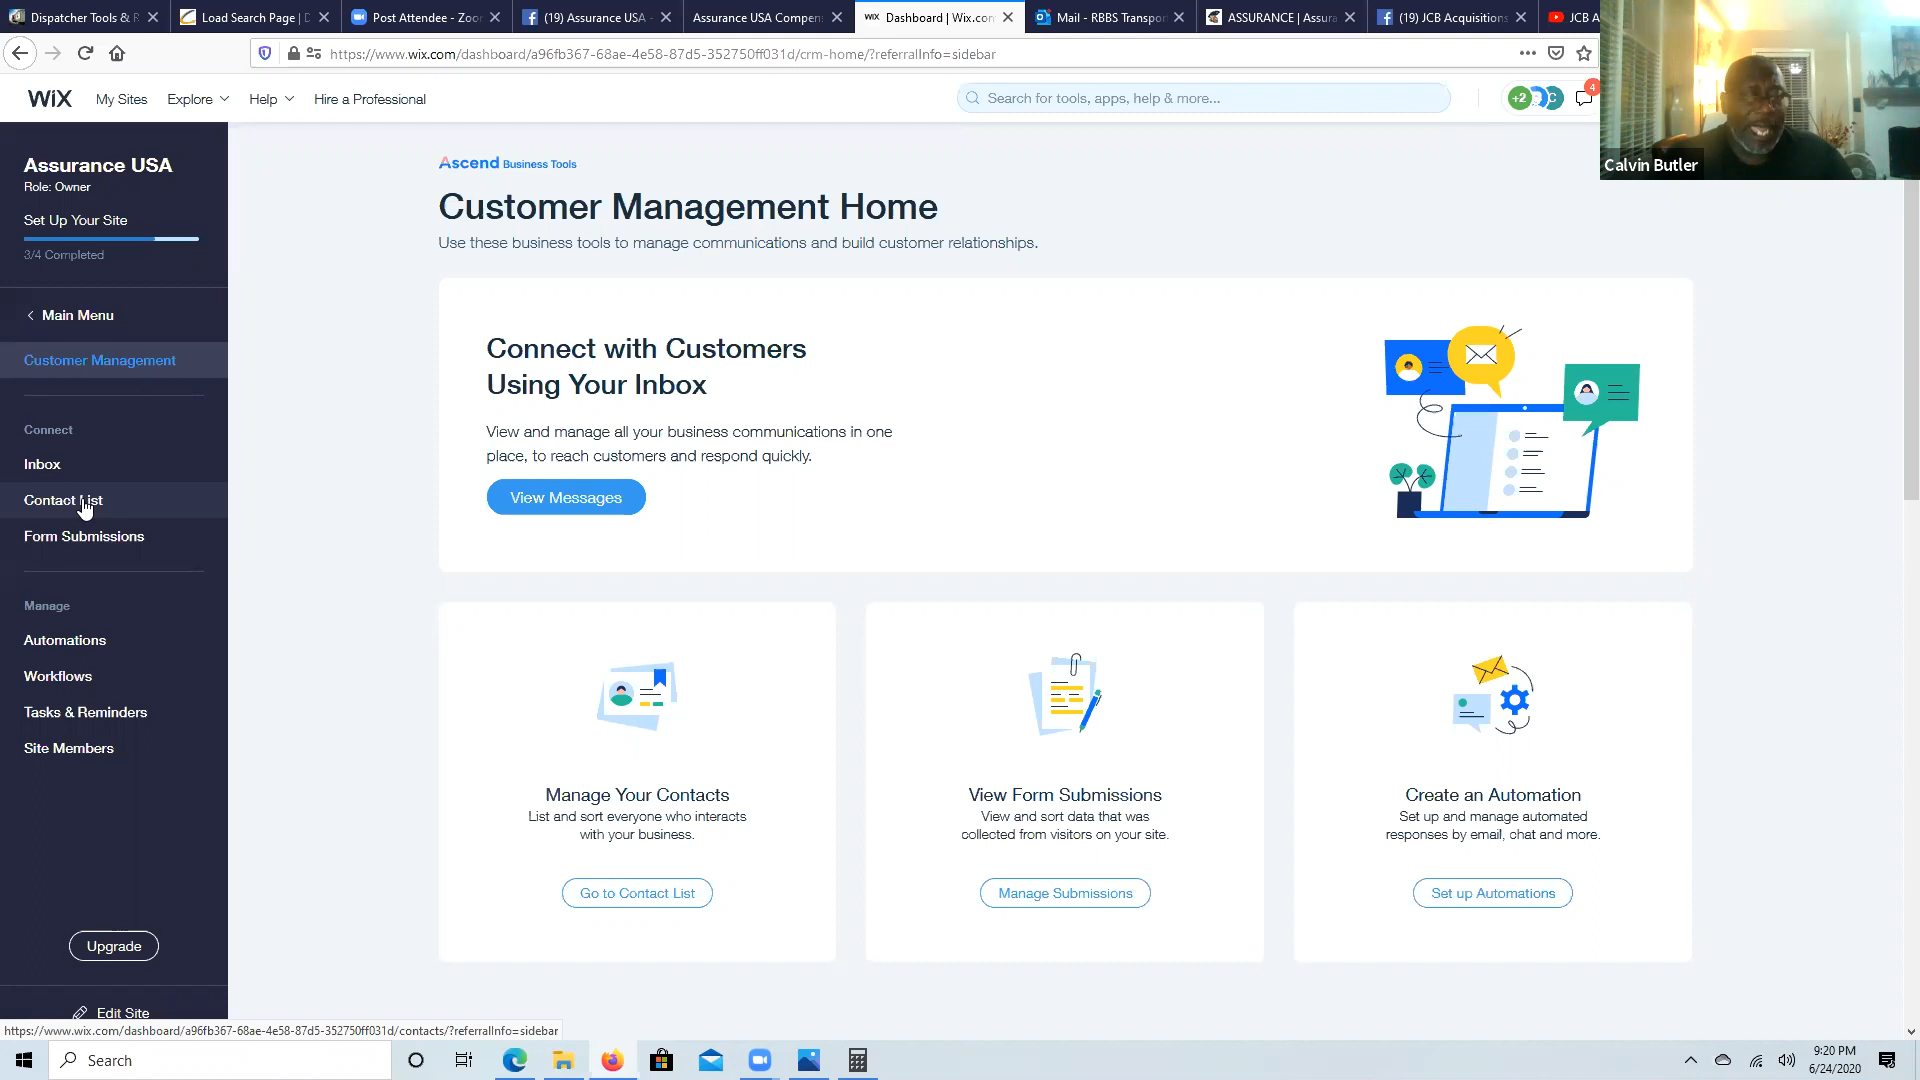 Dispatcher Tools & R
Load Search Page | D
Post Attendee - Zoo
(19) Assurance USA -
Assurance USA Compen
WiX Dashboard | Wix.com
Mail - RBBS Transpor
ASSURANCE | Assura
(19) JCB Acquisitions
JCB A
https://www.wix.com/dashboard/a96fb367-68ae-4e58-87d5-352750ff031d/crm-home/?referralInfo=sidebar
WiX
My Sites
Explore
Help
Hire a Professional
Search for tools, apps, help & more...
+2
C
4
Calvin Butler
Assurance USA
Role: Owner
Set Up Your Site
3/4 Completed
Main Menu
Customer Management
Connect
Inbox
Contact List
Form Submissions
Manage
Automations
Workflows
Tasks & Reminders
Site Members
Upgrade
Edit Site
Ascend Business Tools
Customer Management Home
Use these business tools to manage communications and build customer relationships.
Connect with Customers
Using Your Inbox
View and manage all your business communications in one
place, to reach customers and respond quickly.
View Messages
Manage Your Contacts
List and sort everyone who interacts
with your business.
Go to Contact List
View Form Submissions
View and sort data that was
collected from visitors on your site.
Manage Submissions
Create an Automation
Set up and manage automated
responses by email, chat and more.
Set up Automations
https://www.wix.com/dashboard/a96fb367-68ae-4e58-87d5-352750ff031d/contacts/?referralInfo=sidebar
Search
9:20 PM
6/24/2020